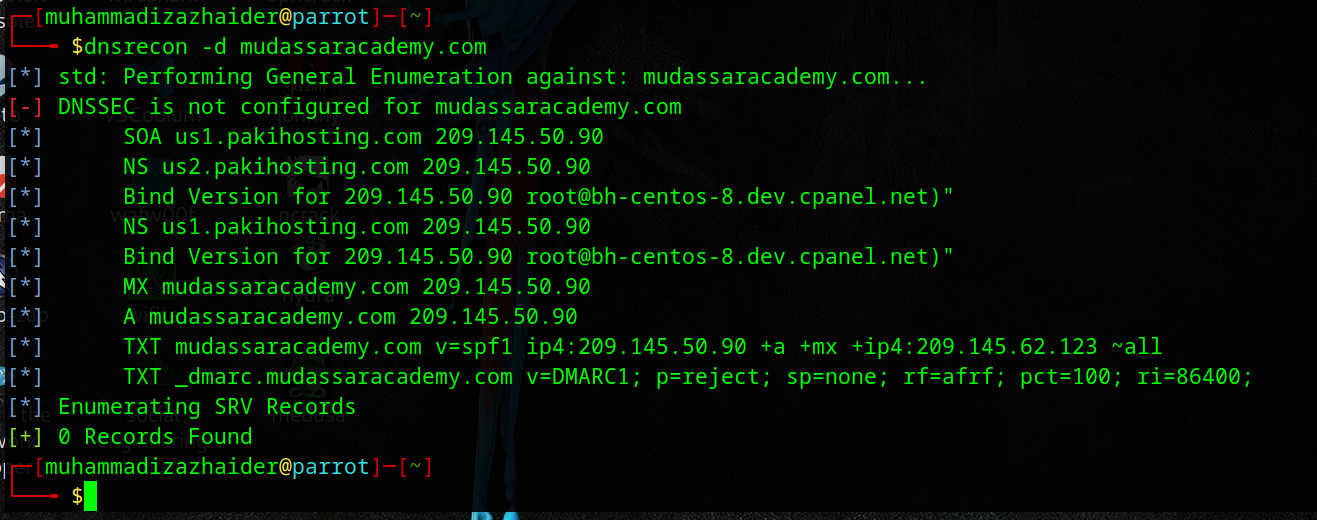 [muhammadizazhaider@parrot]─[~]
$dnsrecon -d mudassaracademy.com
[*] std: Performing General Enumeration against: mudassaracademy.com...
[-] DNSSEC is not configured for mudassaracademy.com
[*] SOA us1.pakihosting.com 209.145.50.90
[*] NS us2.pakihosting.com 209.145.50.90
[*] Bind Version for 209.145.50.90 root@bh-centos-8.dev.cpanel.net)"
[*] NS us1.pakihosting.com 209.145.50.90
[*] Bind Version for 209.145.50.90 root@bh-centos-8.dev.cpanel.net)"
[*] MX mudassaracademy.com 209.145.50.90
[*] A mudassaracademy.com 209.145.50.90
[*] TXT mudassaracademy.com v=spf1 ip4:209.145.50.90 +a +mx +ip4:209.145.62.123 ~all
[*] TXT _dmarc.mudassaracademy.com v=DMARC1; p=reject; sp=none; rf=afrf; pct=100; ri=86400;
[*] Enumerating SRV Records
[+] 0 Records Found
[muhammadizazhaider@parrot]─[~]
$